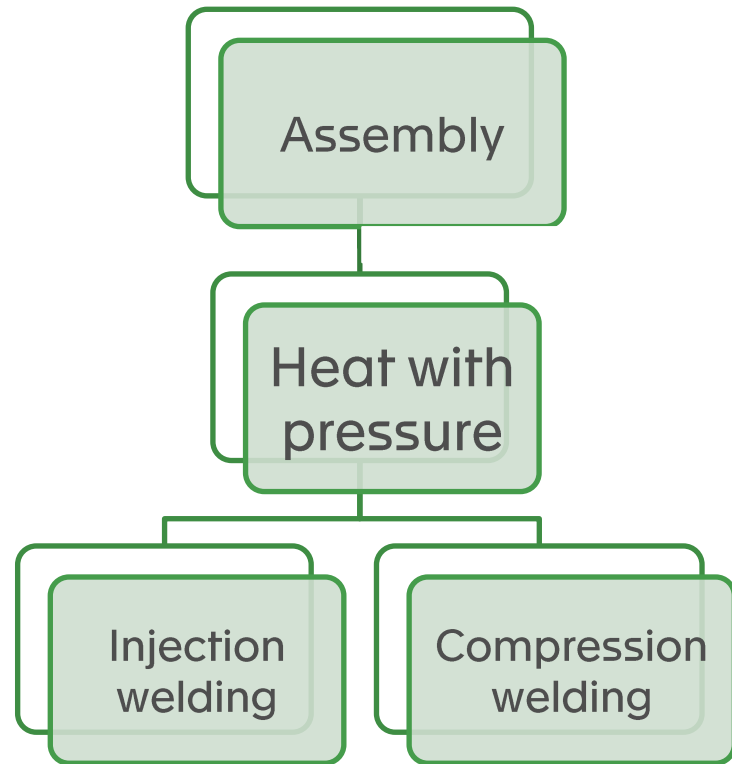 Assembly
Heat with
pressure
Injection
welding
Compression
welding